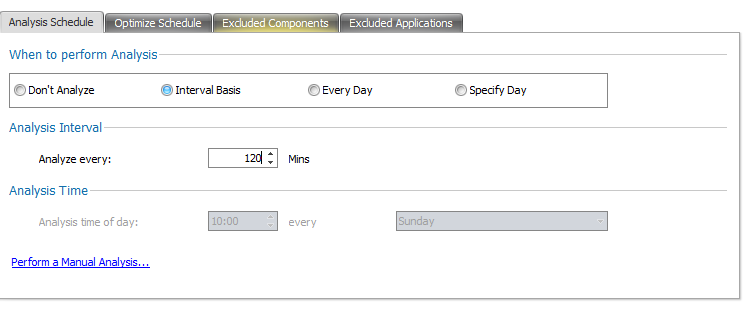 Analysis Schedule Optimize Schedule Excluded Components Excluded Applications
When to perform Analysis
Don't Analyze Interval Basis Every Day Specify Day
Analysis Interval
Analyze every: 120 Mins
Analysis Time
Analysis time of day: 10:00 every Sunday
Perform a Manual Analysis...